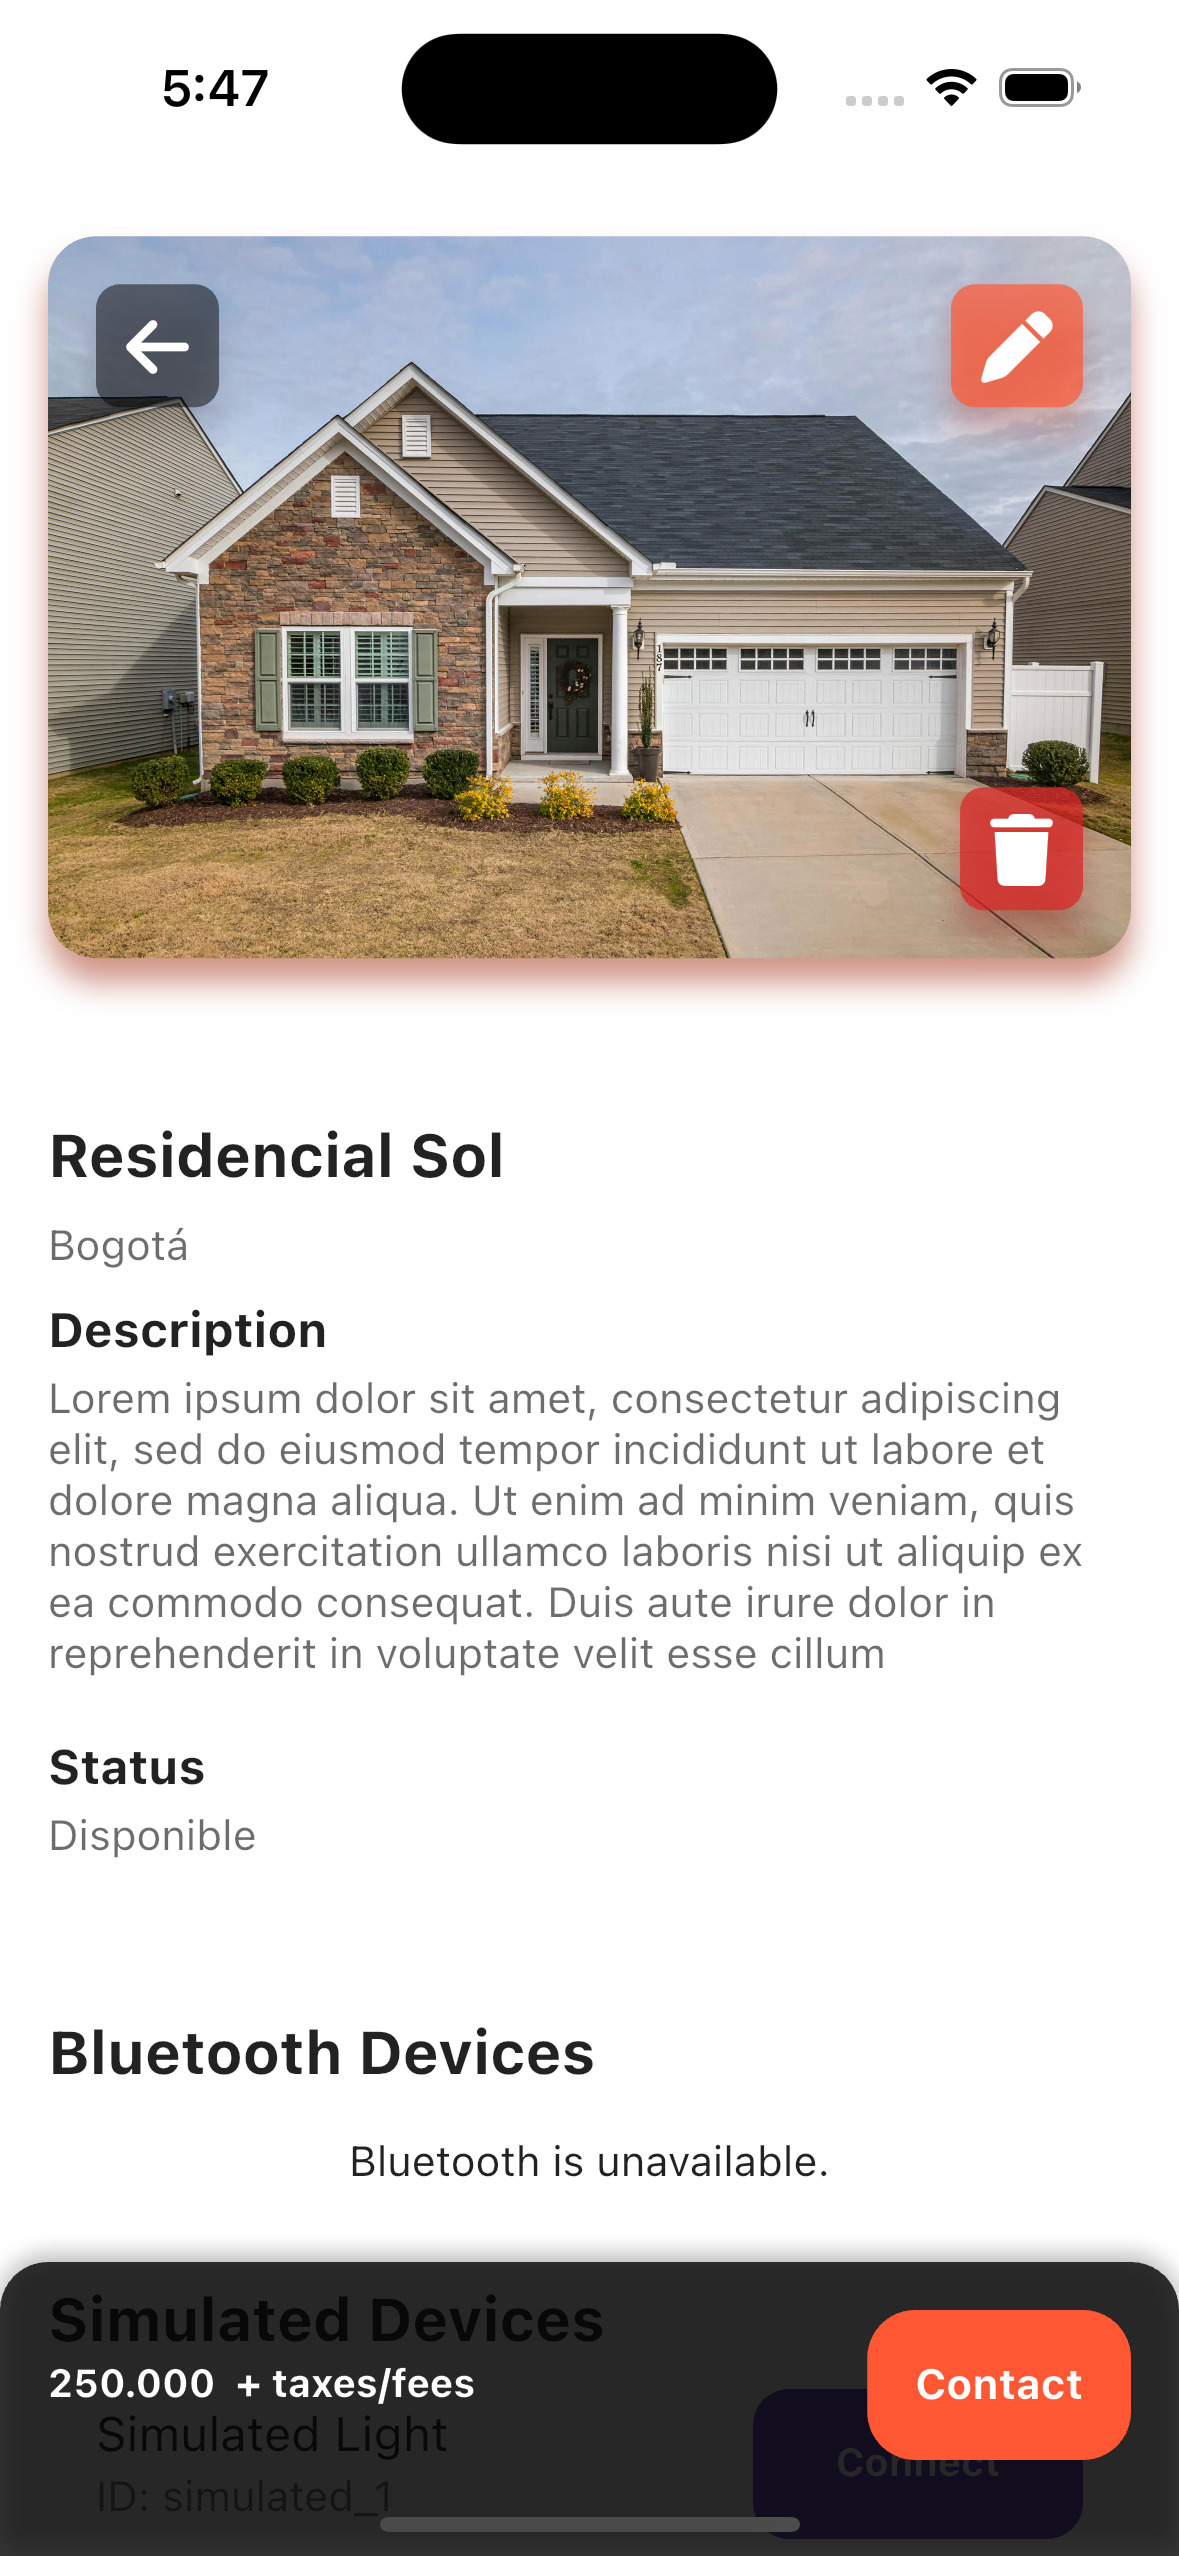 5:47
187
Residencial Sol
Bogotá
Description
Lorem ipsum dolor sit amet, consectetur adipiscing
elit, sed do eiusmod tempor incididunt ut labore et
dolore magna aliqua. Ut enim ad minim veniam, quis
nostrud exercitation ullamco laboris nisi ut aliquip ex
ea commodo consequat. Duis aute irure dolor in
reprehenderit in voluptate velit esse cillum
Status
Disponible
Bluetooth Devices
Bluetooth is unavailable.
Simulated Devices
250.000 + taxes/fees
Contact
Simulated Light
Connect
ID: simulated_1